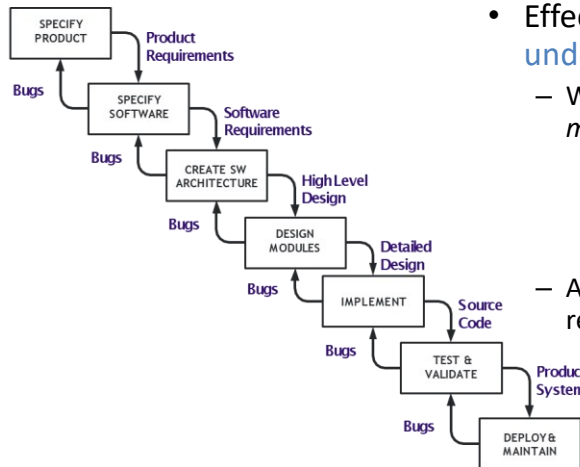 SPECIFY
PRODUCT
Product
Requirements
Bugs
SPECIFY
SOFTWARE
Software
Requirements
Bugs
CREATE SW
ARCHITECTURE
High Level
Design
Bugs
DESIGN
MODULES
Detailed
Design
Bugs
IMPLEMENT
Source
Code
Bugs
TEST &
VALIDATE
Bugs
DEPLOY &
MAINTAIN
•
–
–